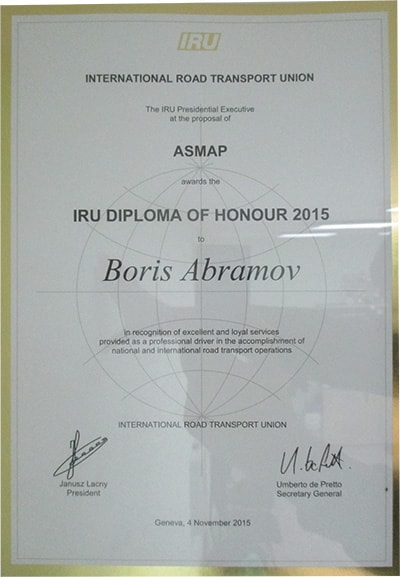 IRU
INTERNATIONAL ROAD TRANSPORT UNION
The IRU Presidential Executive
at the proposal of
ASMAP
awards the
IRU DIPLOMA OF HONOUR 2015
to
Boris Abramov
in recognition of excellent and loyal services
provided as a professional driver in the accomplishment of
national and international road transport operations
INTERNATIONAL ROAD TRANSPORT UNION
Janusz Lacny
President
Umberto de Pretto
Secretary General
Geneva, 4 November 2015